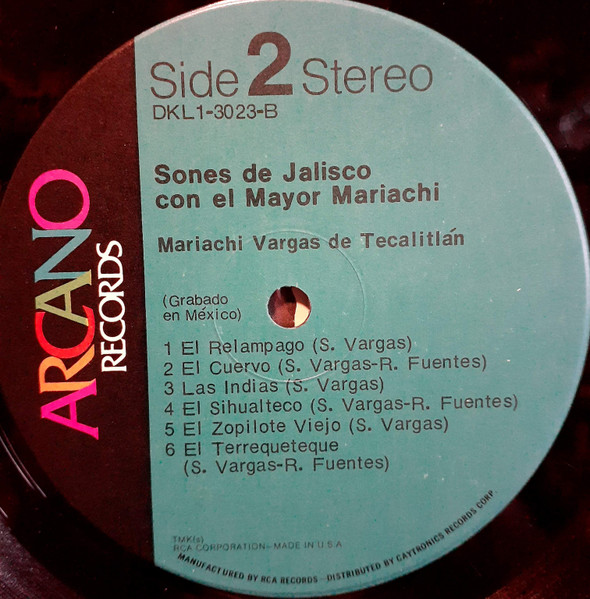 Side 2 Stereo
DKL1-3023-B
Sones de Jalisco
con el Mayor Mariachi
Mariachi Vargas de Tecalitlán
(Grabado
en México)
1 El Relampago (S. Vargas)
2 El Cuervo (S. Vargas-R. Fuentes)
3 Las Indias (S. Vargas)
4 El Sihualteco (S. Vargas-R. Fuentes)
5 El Zopilote Viejo (S. Vargas)
6 El Terrequeteque
(S. Vargas-R. Fuentes)
ARCANO
RECORDS
TMK(s)
RCA CORPORATION-MADE IN U.S.A
MANUFACTURED BY RCA RECORDS-DISTRIBUTED BY CAYTRONICS RECORDS CORP.